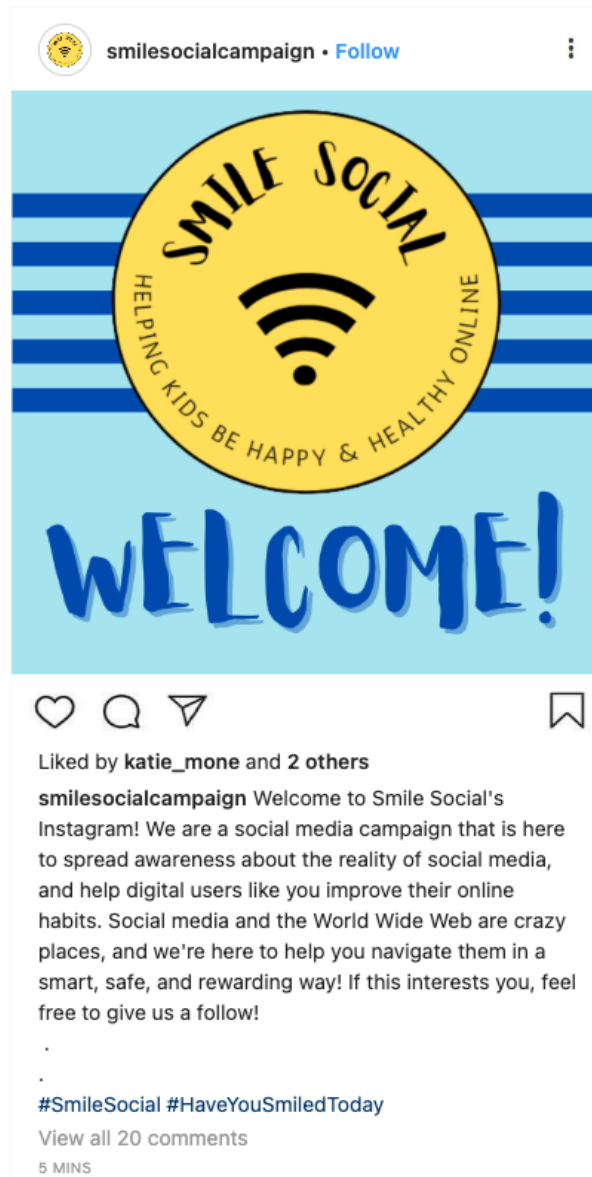 smilesocialcampaign • Follow
SMILE SOCIAL
HELPING KIDS BE HAPPY & HEALTHY ONLINE
WELCOME!
Liked by katie_mone and 2 others
smilesocialcampaign Welcome to Smile Social's
Instagram! We are a social media campaign that is here
to spread awareness about the reality of social media,
and help digital users like you improve their online
habits. Social media and the World Wide Web are crazy
places, and we're here to help you navigate them in a
smart, safe, and rewarding way! If this interests you, feel
free to give us a follow!
.
.
#SmileSocial #HaveYouSmiledToday
View all 20 comments
5 MINS